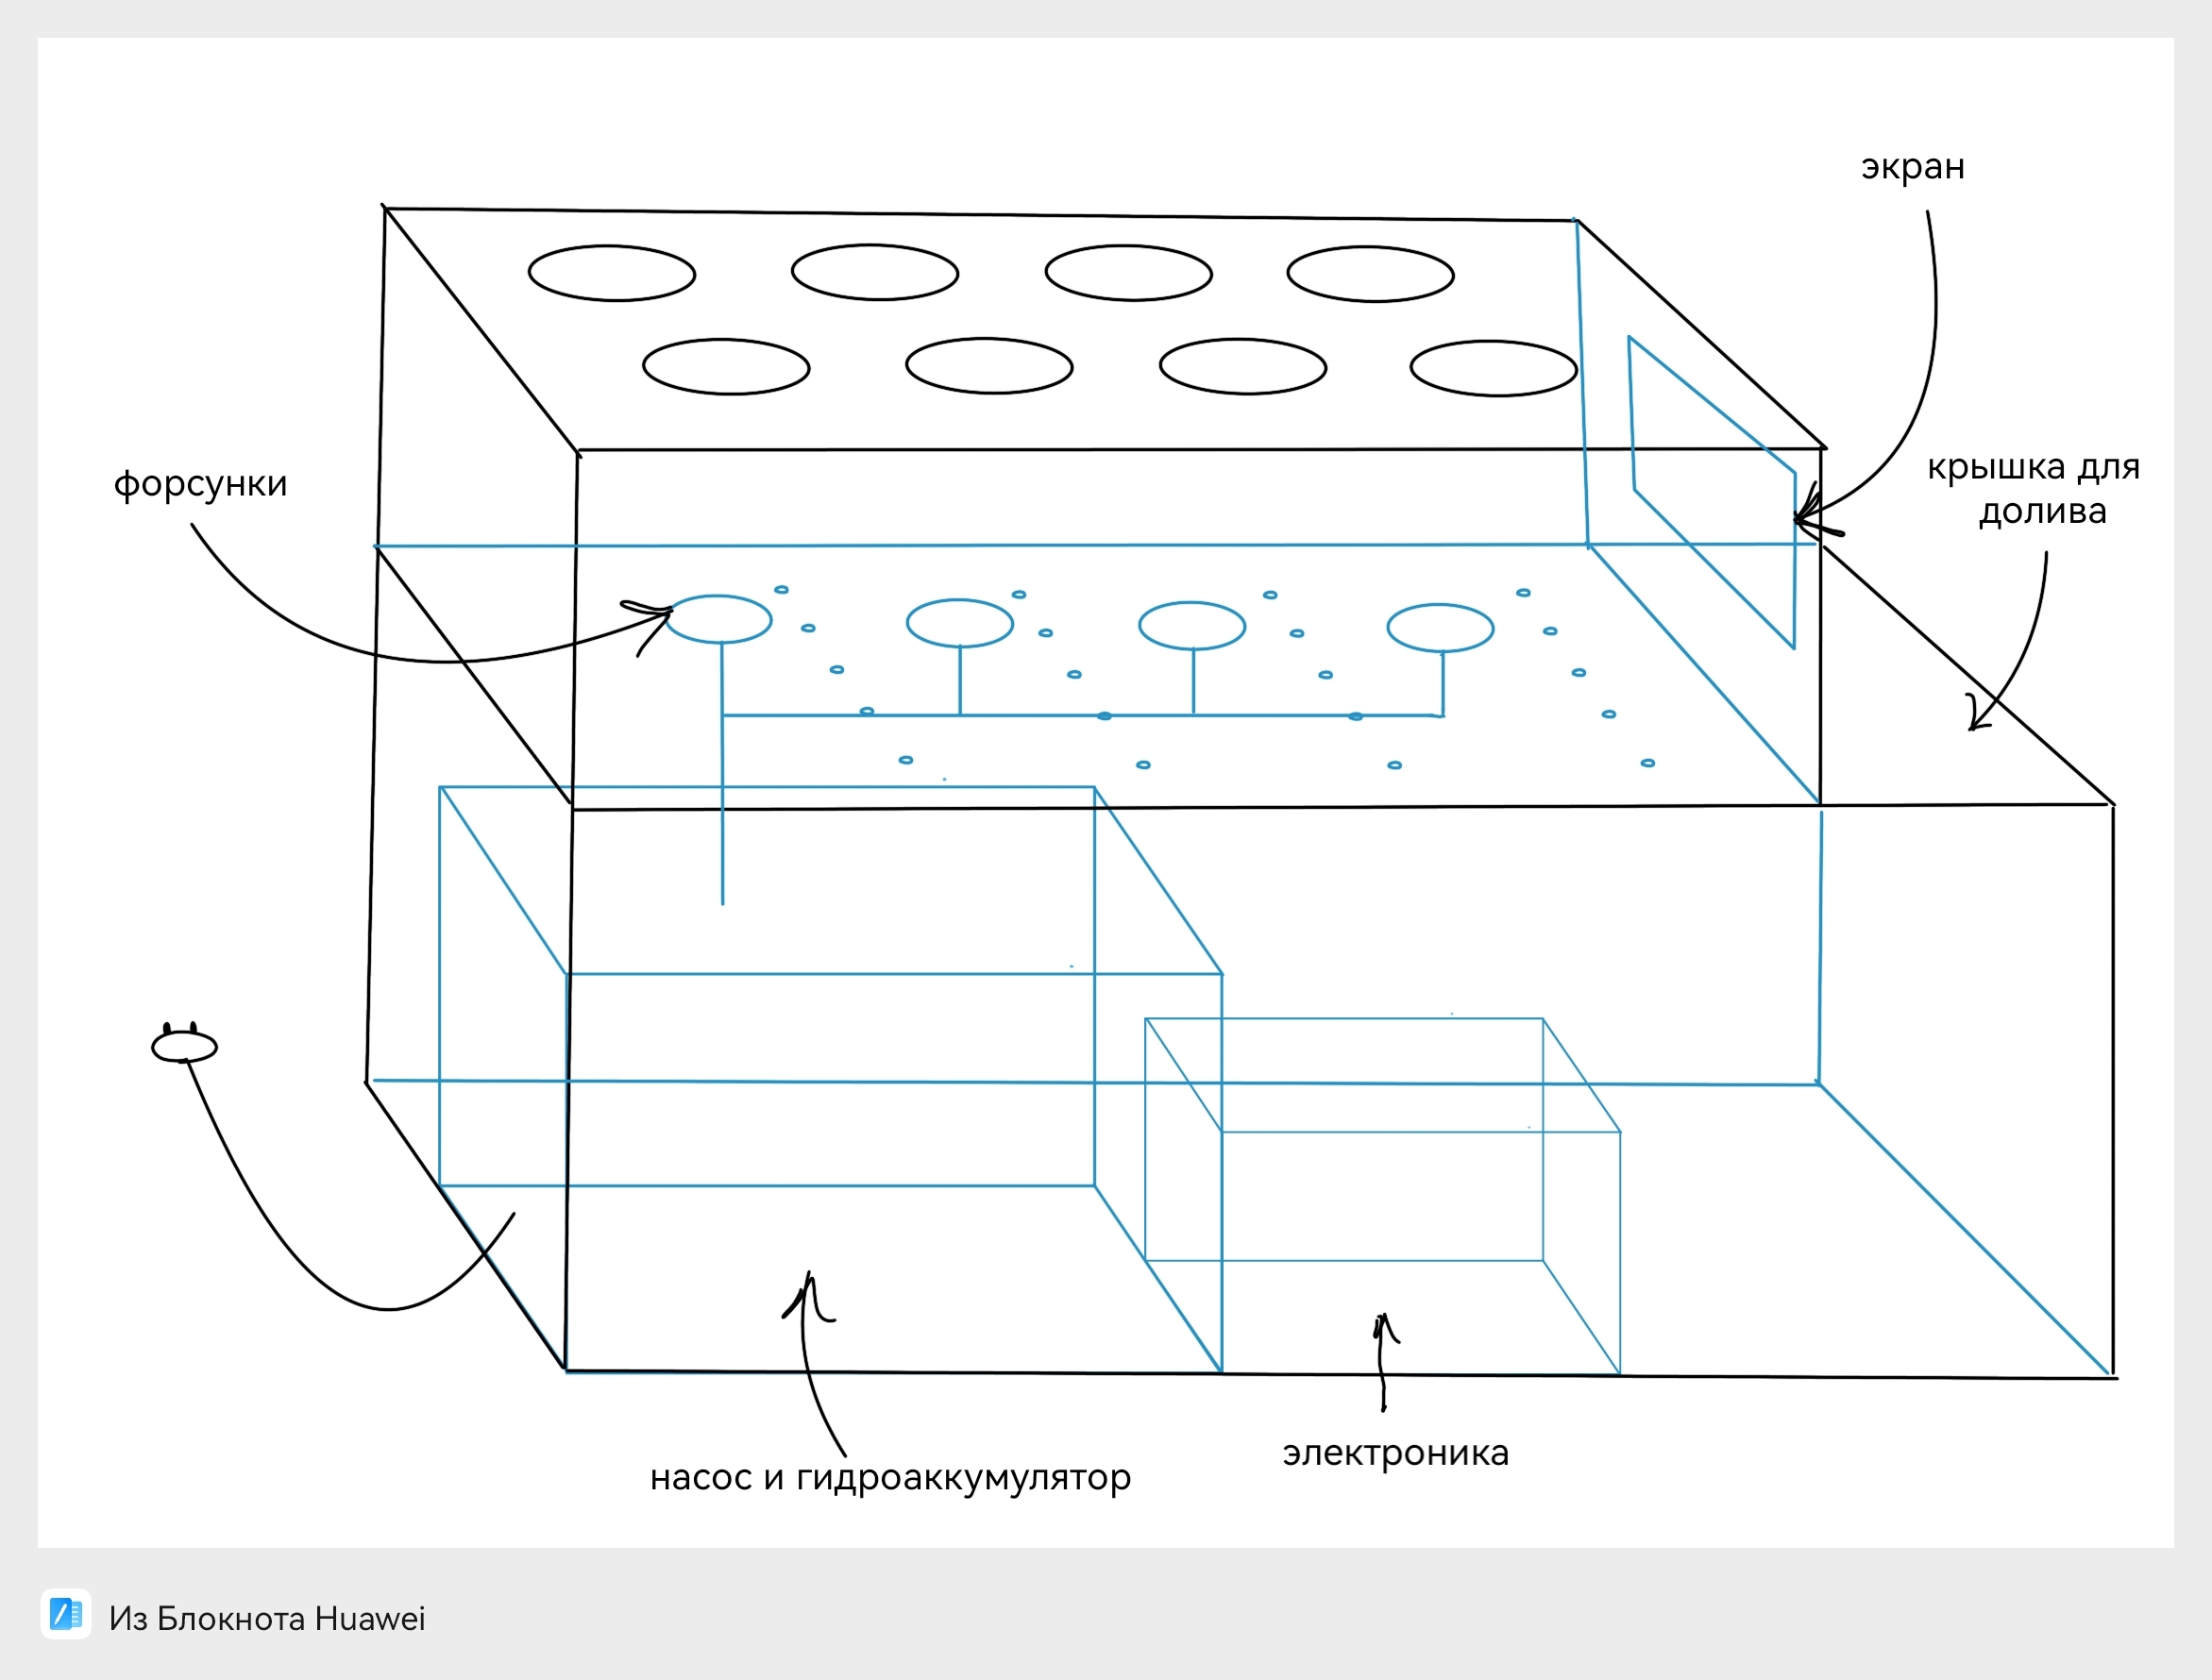 экран
крышка для
долива
форсунки
электроника
насос и гидроаккумулятор
Из Блокнота Huawei